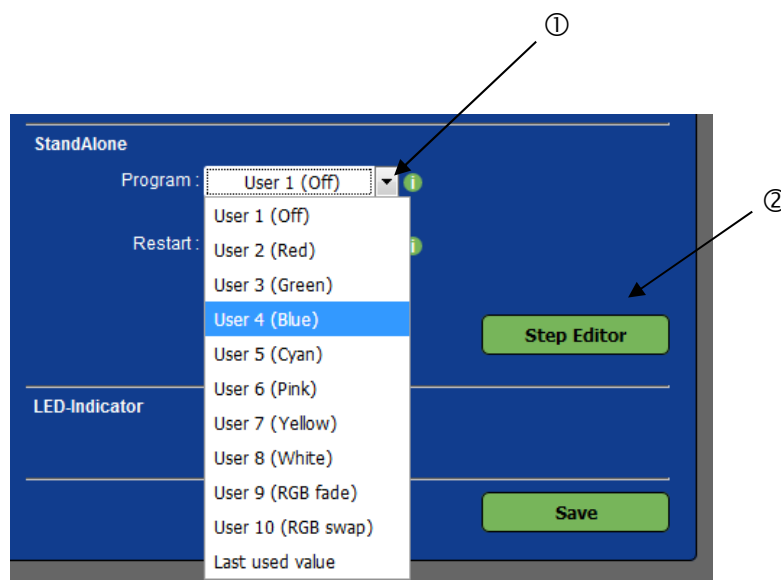 ①
②
StandAlone
Program : User 1 (Off) i
User 1 (Off)
Restart : User 2 (Red)
User 3 (Green)
User 4 (Blue)
Step Editor
User 5 (Cyan)
User 6 (Pink)
LED-Indicator
User 7 (Yellow)
User 8 (White)
User 9 (RGB fade)
Save
User 10 (RGB swap)
Last used value